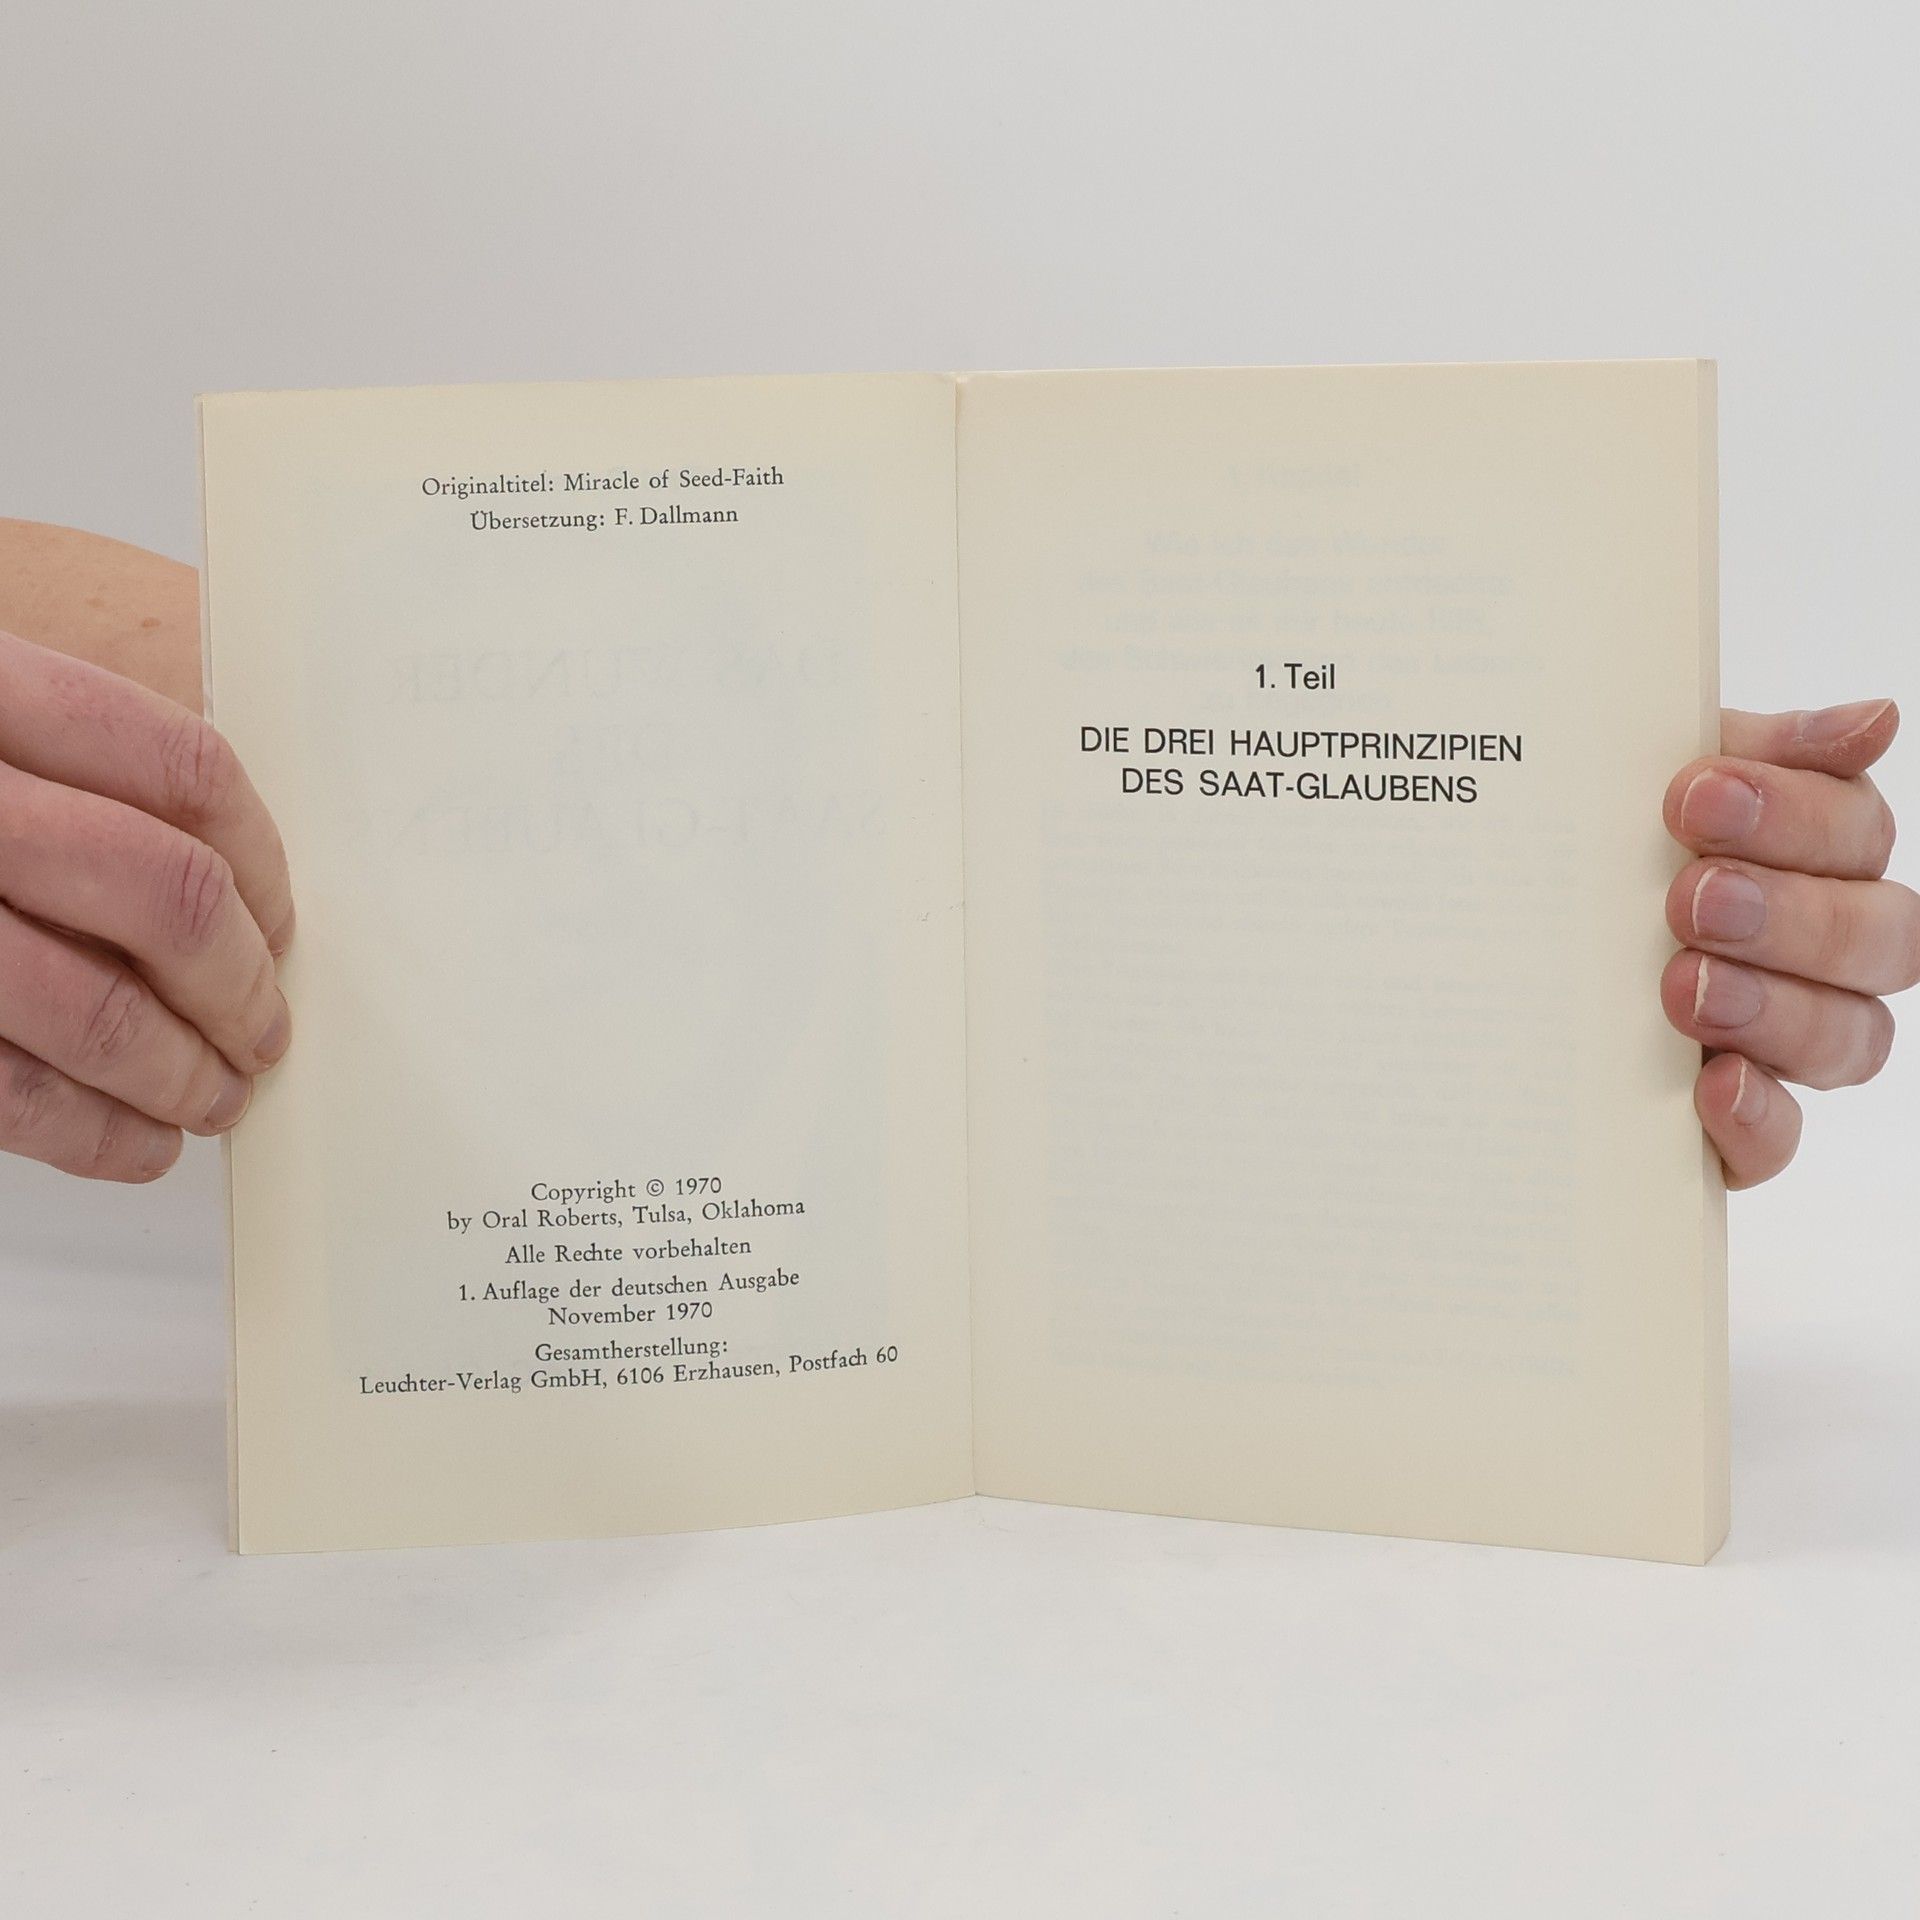 Originaltitel: Miracle of Seed-Faith
Übersetzung: F. Dallmann
Copyright © 1970
by Oral Roberts, Tulsa, Oklahoma
Alle Rechte vorbehalten
1. Auflage der deutschen Ausgabe
November 1970
Gesamtherstellung:
Leuchter-Verlag GmbH, 6106 Erzhausen, Postfach 60
1. Teil
DIE DREI HAUPTPRINZIPIEN
DES SAAT-GLAUBENS